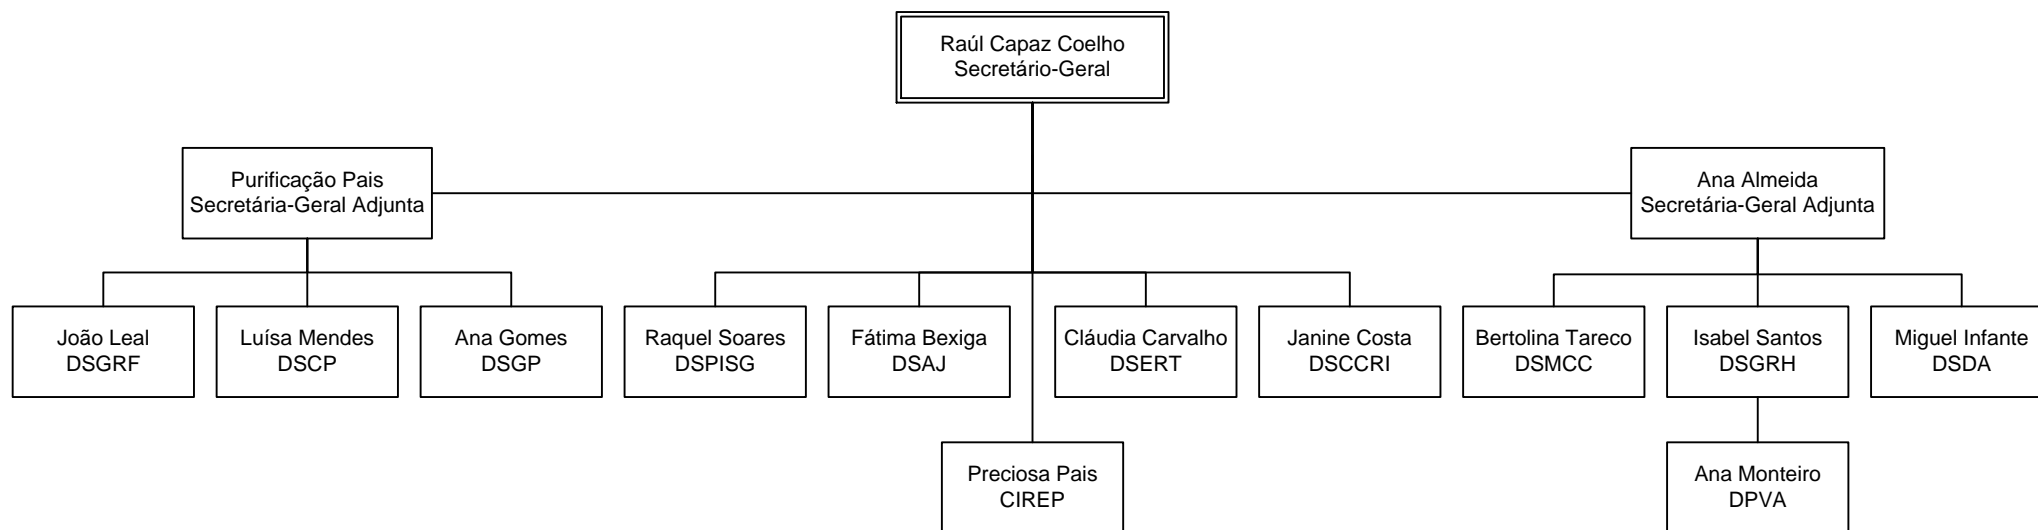 Raúl Capaz Coelho
Secretário-Geral
Purificação Pais
Secretária-Geral Adjunta
Ana Almeida
Secretária-Geral Adjunta
João Leal
DSGRF
Luísa Mendes
DSCP
Ana Gomes
DSGP
Raquel Soares
DSPISG
Fátima Bexiga
DSAJ
Cláudia Carvalho
DSERT
Janine Costa
DSCCRI
Bertolina Tareco
DSMCC
Isabel Santos
DSGRH
Miguel Infante
DSDA
Preciosa Pais
CIREP
Ana Monteiro
DPVA